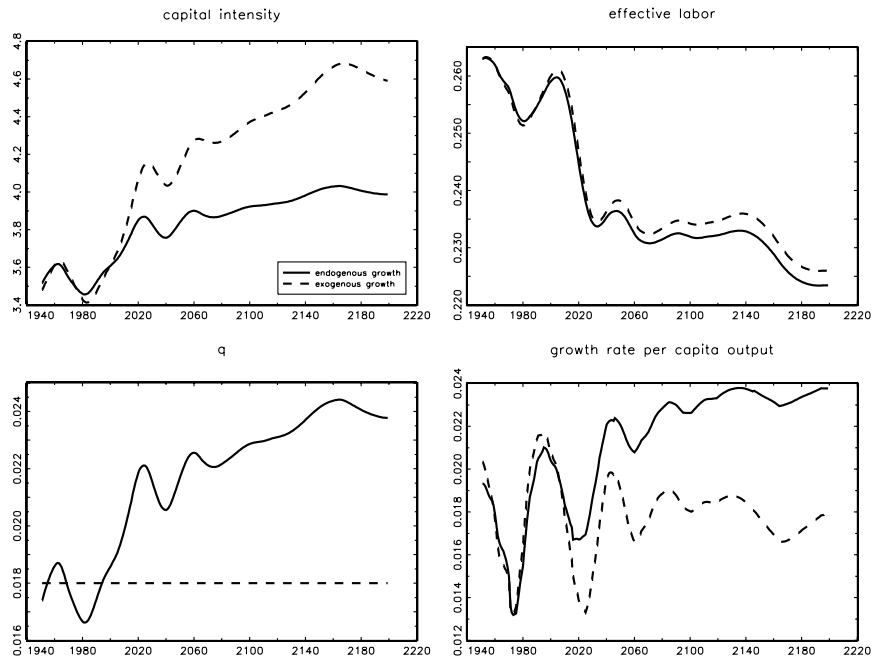 capital intensity
4.8
4.6
4.4
4.2
4.0
3.8
3.6
3.4
endogenous growth
exogenous growth
1940 1980 2020 2060 2100 2140 2180 2220
effective labor
0.260
0.250
0.240
0.230
0.220
1940 1980 2020 2060 2100 2140 2180 2220
q
0.024
0.022
0.020
0.018
0.016
1940 1980 2020 2060 2100 2140 2180 2220
growth rate per capita output
0.024
0.022
0.020
0.018
0.016
0.014
0.012
1940 1980 2020 2060 2100 2140 2180 2220